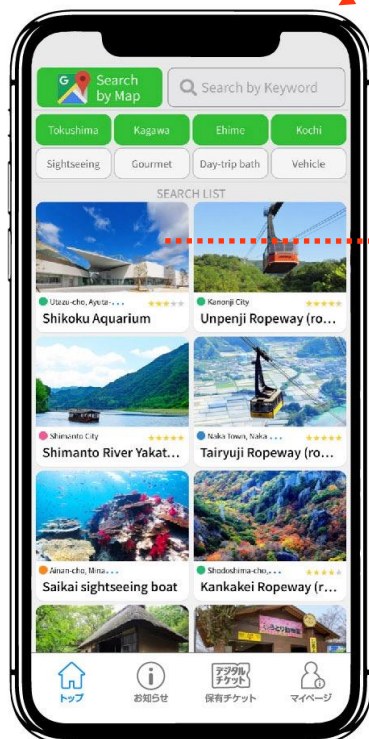 G
Search
by Map
Search by Keyword
Tokushima
Kagawa
Ehime
Kochi
Sightseeing
Gourmet
Day-trip bath
Vehicle
SEARCH LIST
Utazu-cho, Ayuta-...
Kanonji City
Shikoku Aquarium
Unpenji Ropeway (ro...
Shimanto City
Naka Town, Naka ...
Shimanto River Yakat...
Tairyuji Ropeway (ro...
Ainan-cho, Mina...
Shodoshima-cho,...
Saikai sightseeing boat
Kankakei Ropeway (r...
デジタル
チケット
トップ
お知らせ
保有チケット
マイページ